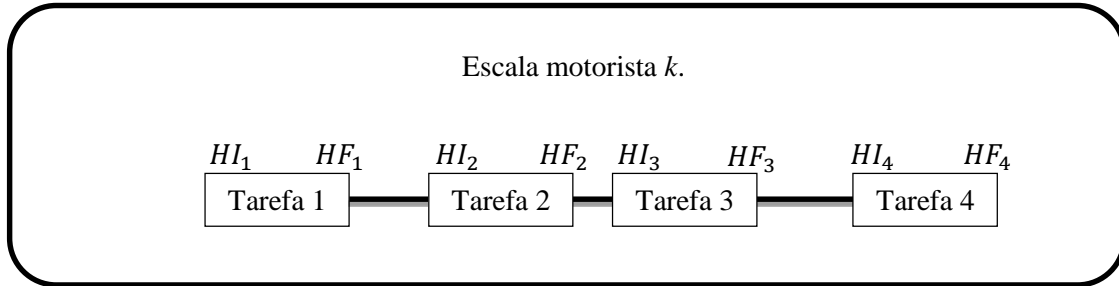 Escala motorista k.
HI₁ HF₁ HI₂ HF₂ HI₃ HF₃ HI₄ HF₄
Tarefa 1 Tarefa 2 Tarefa 3 Tarefa 4